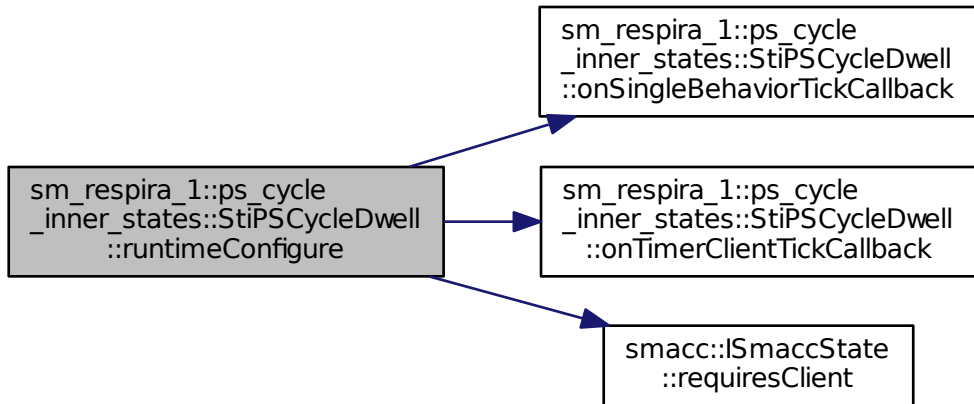 sm_respira_1::ps_cycle
_inner_states::StiPSCycleDwell
::runtimeConfigure
sm_respira_1::ps_cycle
_inner_states::StiPSCycleDwell
::onSingleBehaviorTickCallback
sm_respira_1::ps_cycle
_inner_states::StiPSCycleDwell
::onTimerClientTickCallback
smacc::ISmaccState
::requiresClient